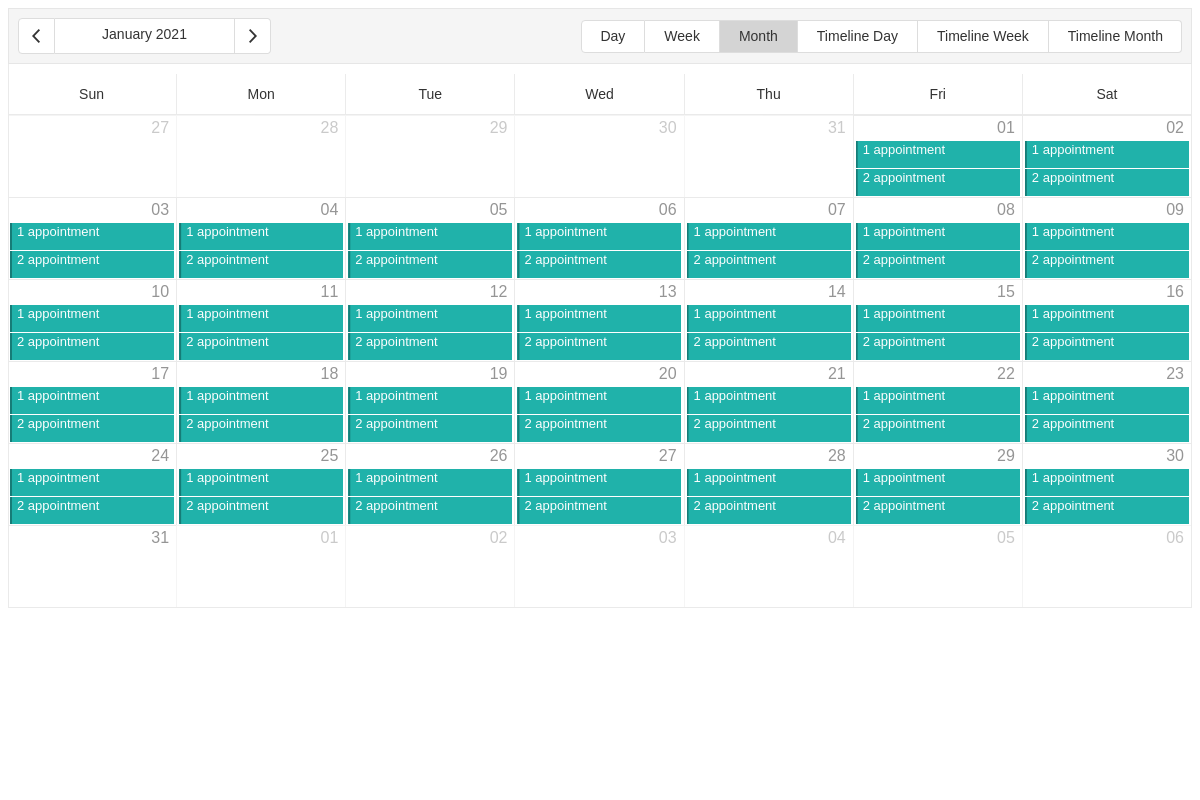 January 2021 Day Week Month Timeline Day Timeline Week Timeline Month
Sun Mon Tue Wed Thu Fri Sat
27 28 29 30 31 01 02
1 appointment 1 appointment
2 appointment 2 appointment
03 04 05 06 07 08 09
1 appointment 1 appointment 1 appointment 1 appointment 1 appointment 1 appointment 1 appointment
2 appointment 2 appointment 2 appointment 2 appointment 2 appointment 2 appointment 2 appointment
10 11 12 13 14 15 16
1 appointment 1 appointment 1 appointment 1 appointment 1 appointment 1 appointment 1 appointment
2 appointment 2 appointment 2 appointment 2 appointment 2 appointment 2 appointment 2 appointment
17 18 19 20 21 22 23
1 appointment 1 appointment 1 appointment 1 appointment 1 appointment 1 appointment 1 appointment
2 appointment 2 appointment 2 appointment 2 appointment 2 appointment 2 appointment 2 appointment
24 25 26 27 28 29 30
1 appointment 1 appointment 1 appointment 1 appointment 1 appointment 1 appointment 1 appointment
2 appointment 2 appointment 2 appointment 2 appointment 2 appointment 2 appointment 2 appointment
31 01 02 03 04 05 06